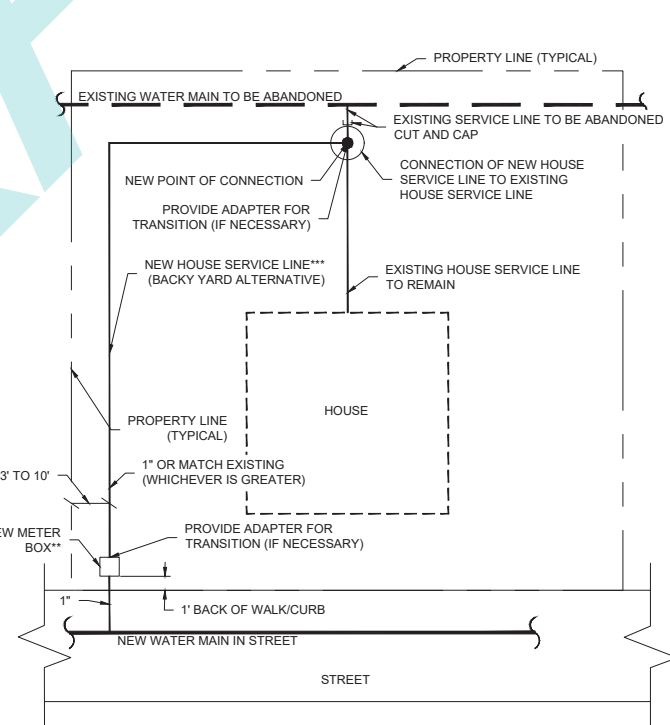 PROPERTY LINE (TYPICAL)
EXISTING WATER MAIN TO BE ABANDONED
EXISTING SERVICE LINE TO BE ABANDONED
CUT AND CAP
NEW POINT OF CONNECTION
CONNECTION OF NEW HOUSE
SERVICE LINE TO EXISTING
HOUSE SERVICE LINE
PROVIDE ADAPTER FOR
TRANSITION (IF NECESSARY)
NEW HOUSE SERVICE LINE***
(BACKY YARD ALTERNATIVE)
EXISTING HOUSE SERVICE LINE
TO REMAIN
HOUSE
PROPERTY LINE
(TYPICAL)
1" OR MATCH EXISTING
(WHICHEVER IS GREATER)
3' TO 10'
EW METER
BOX**
PROVIDE ADAPTER FOR
TRANSITION (IF NECESSARY)
1"
1' BACK OF WALK/CURB
NEW WATER MAIN IN STREET
STREET